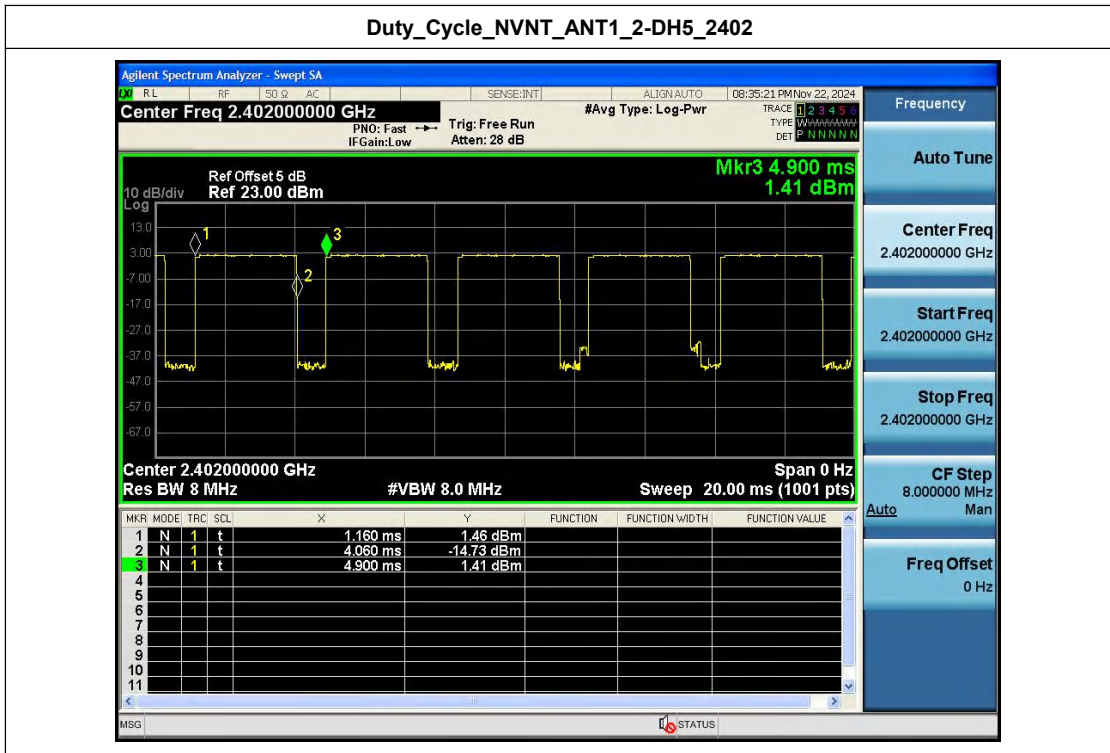 Duty_Cycle_NVNT_ANT1_2-DH5_2402
Agilent Spectrum Analyzer - Swept SA
LXI RL RF 50 Ω AC SENSE:INT ALIGN AUTO 08:35:21 PM Nov 22, 2024
Center Freq 2.402000000 GHz #Avg Type: Log-Pwr TRACE 1 2 3 4 5 6
PNO: Fast Trig: Free Run TYPE WWWWWW
IFGain:Low Atten: 28 dB DET P N N N N N
Frequency
Mkr3 4.900 ms
1.41 dBm
Ref Offset 5 dB
10 dB/div Ref 23.00 dBm
Log
13.0
3.00
-7.00
-17.0
-27.0
-37.0
-47.0
-57.0
-67.0
1
2
3
Center 2.402000000 GHz Span 0 Hz
Res BW 8 MHz #VBW 8.0 MHz Sweep 20.00 ms (1001 pts)
MKR MODE TRC SCL X Y FUNCTION FUNCTION WIDTH FUNCTION VALUE
1 N 1 t 1.160 ms 1.46 dBm
2 N 1 t 4.060 ms -14.73 dBm
3 N 1 t 4.900 ms 1.41 dBm
4
5
6
7
8
9
10
11
MSG STATUS
Auto Tune
Center Freq
2.402000000 GHz
Start Freq
2.402000000 GHz
Stop Freq
2.402000000 GHz
CF Step
8.000000 MHz
Auto Man
Freq Offset
0 Hz